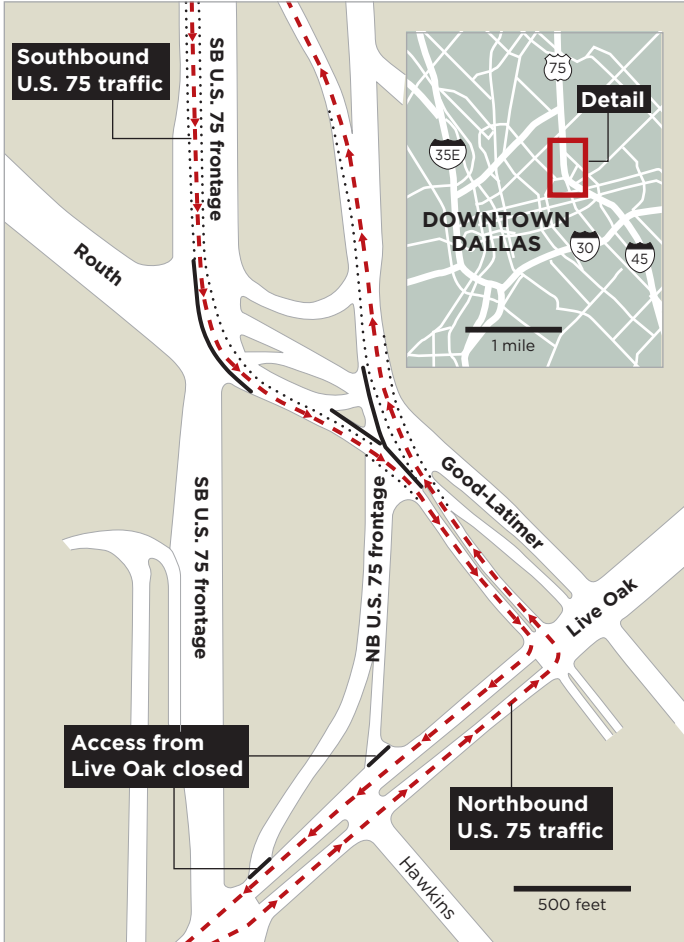 Southbound
U.S. 75 traffic
SB U.S. 75 frontage
75
Detail
35E
DOWNTOWN
DALLAS
30
45
1 mile
Routh
Good-Latimer
SB U.S. 75 frontage
NB U.S. 75 frontage
Live Oak
Access from
Live Oak closed
Northbound
U.S. 75 traffic
Hawkins
500 feet